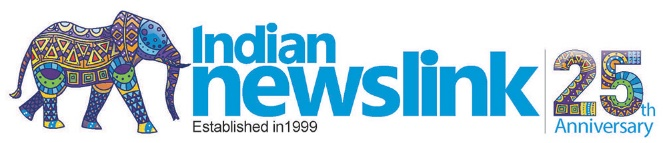 Indian
newslink
Established in1999
25th
Anniversary